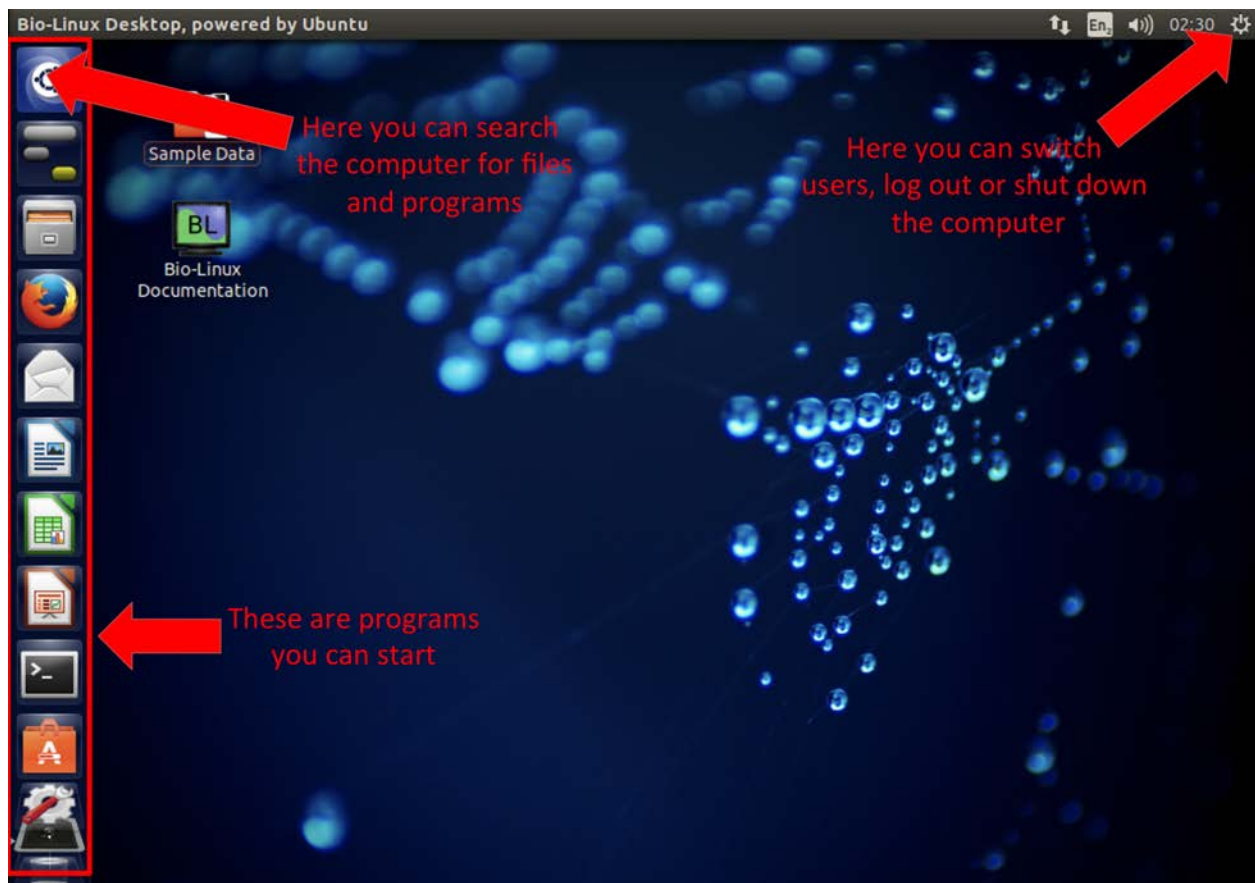 Bio-Linux Desktop, powered by Ubuntu
En2
02:30
Sample Data
Here you can search
the computer for files
and programs
Here you can switch
users, log out or shut down
the computer
BL
Bio-Linux
Documentation
These are programs
you can start
>_
A